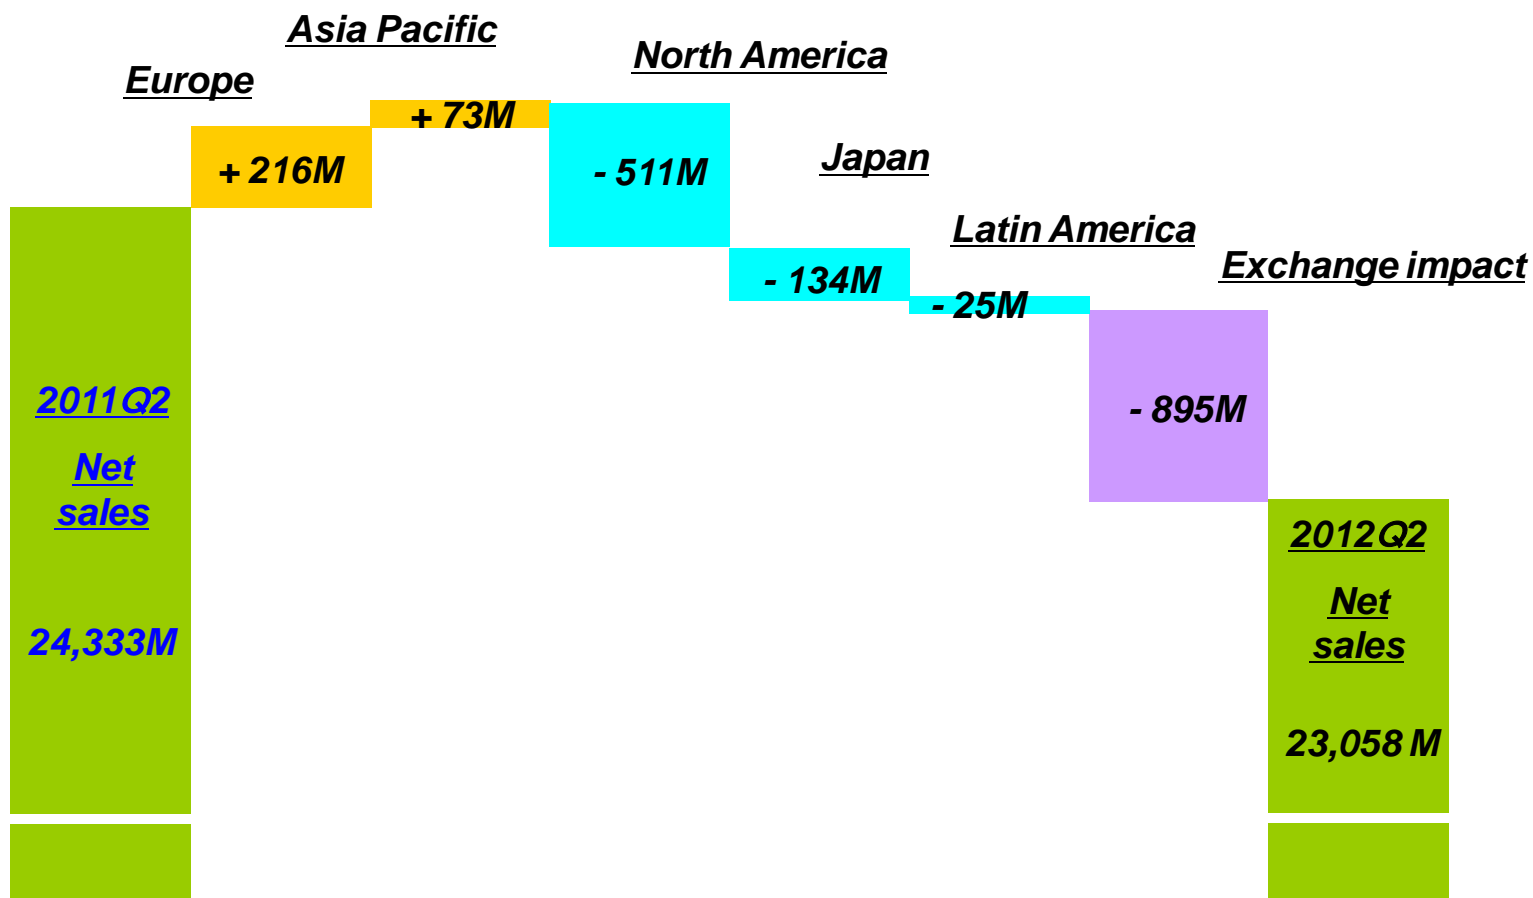 Asia Pacific
North America
Europe
+ 73M
+ 216M
- 511M
Japan
Latin America
Exchange impact
- 134M
- 25M
2011Q2
Net
sales
24,333M
- 895M
2012Q2
Net
sales
23,058 M